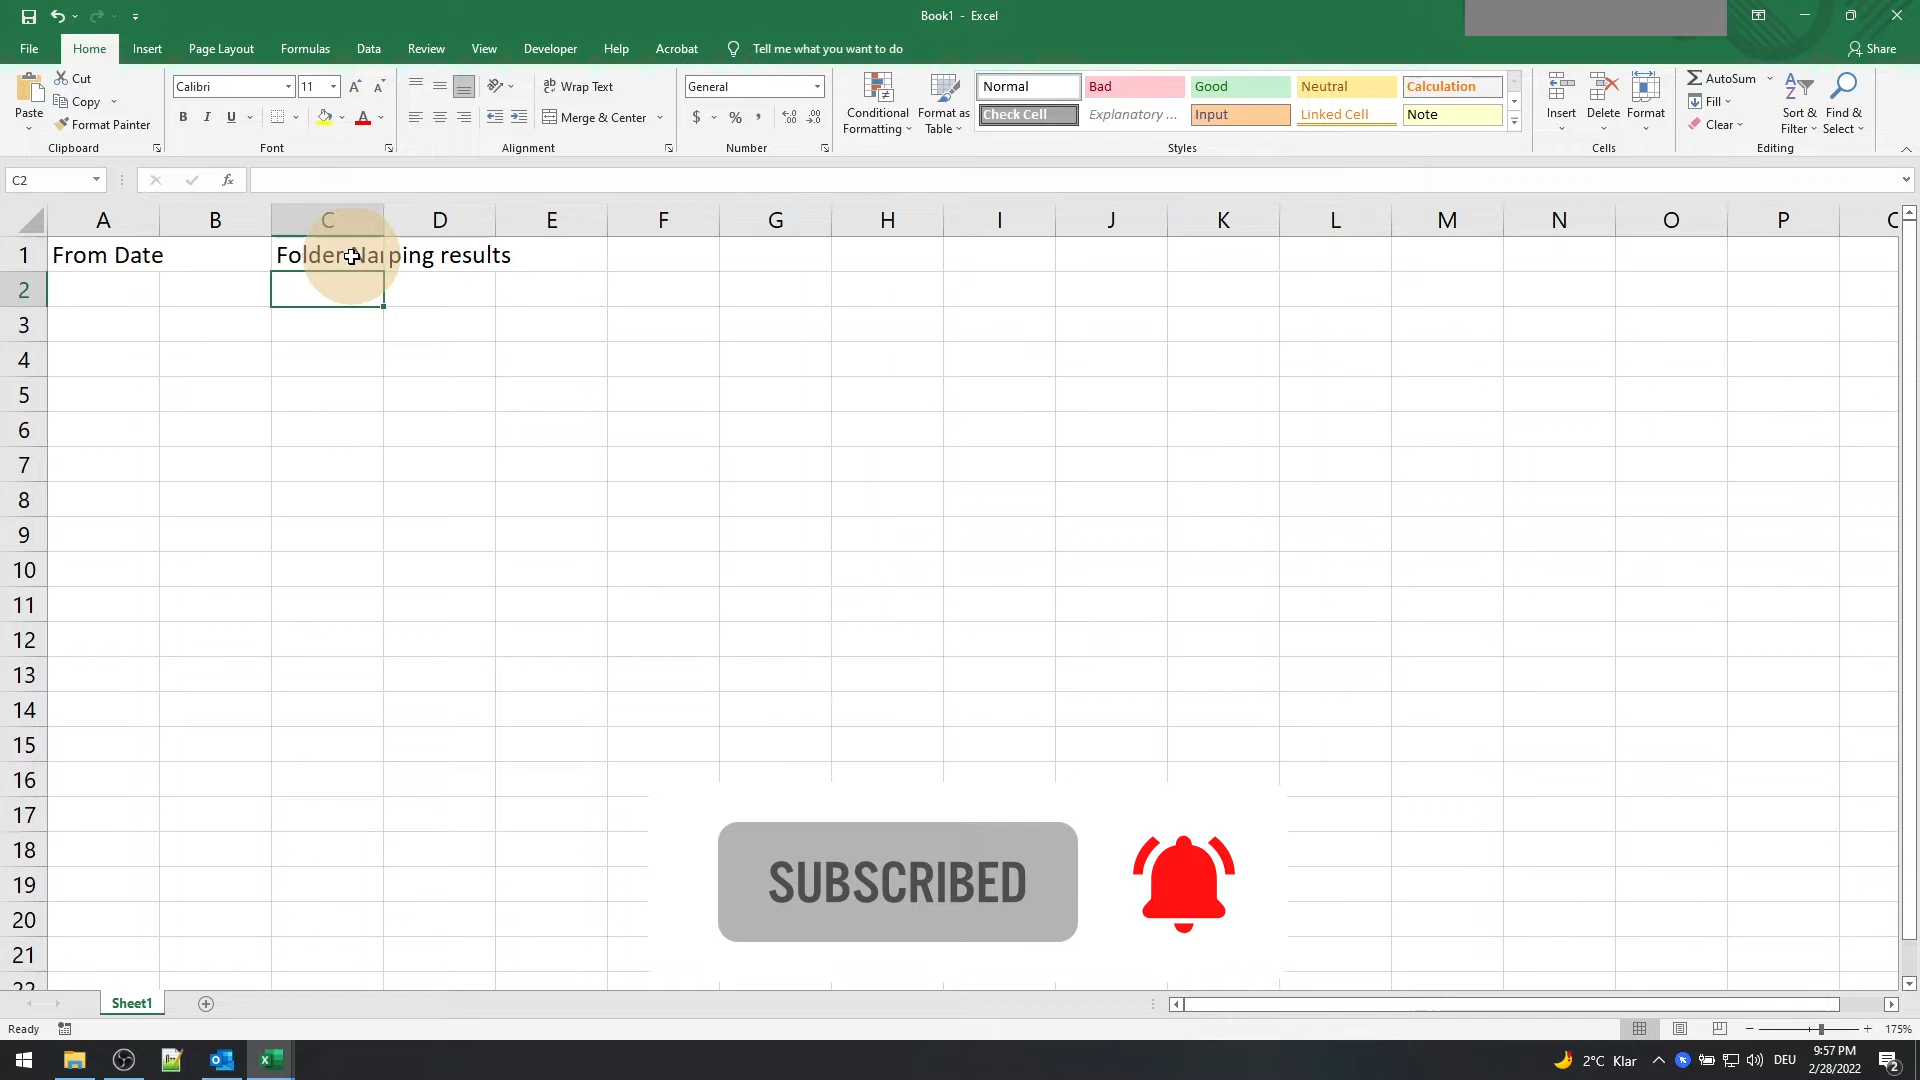 Book1 - Excel
File Home Insert Page Layout Formulas Data Review View Developer Help Acrobat Tell me what you want to do Share
Paste
Cut
Copy
Format Painter
Clipboard
Calibri 11
B I U
Font
Wrap Text
Merge & Center
Alignment
General
$ % ,
Number
Conditional
Formatting
Format as
Table
Normal Bad Good Neutral Calculation
Check Cell Explanatory ... Input Linked Cell Note
Styles
Insert Delete Format
Cells
AutoSum
Fill
Clear
Sort &
Filter
Find &
Select
Editing
C2
fx
A B C D E F G H I J K L M N O P
1 From Date Folder results
2
3
4
5
6
7
8
9
10
11
12
13
14
15
16
17
18
19
20
21
22
SUBSCRIBED
Sheet1
Ready
175%
2°C Klar
DEU
9:57 PM
2/28/2022
2